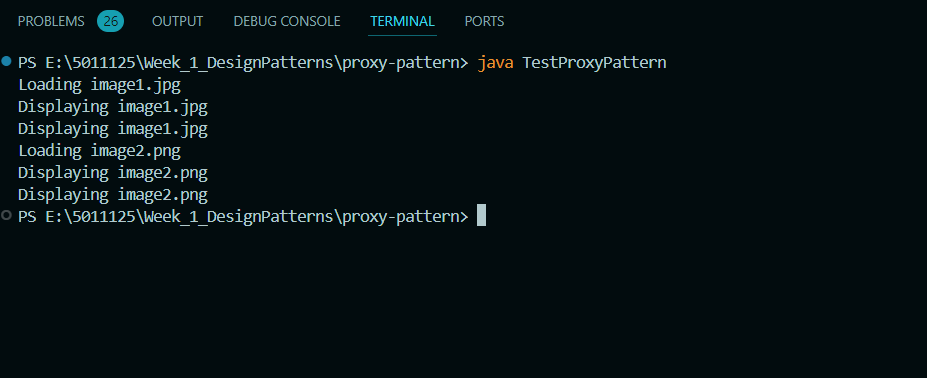 PROBLEMS 26 OUTPUT DEBUG CONSOLE TERMINAL PORTS
PS E:\5011125\Week_1_DesignPatterns\proxy-pattern> java TestProxyPattern
Loading image1.jpg
Displaying image1.jpg
Displaying image1.jpg
Loading image2.png
Displaying image2.png
Displaying image2.png
PS E:\5011125\Week_1_DesignPatterns\proxy-pattern>